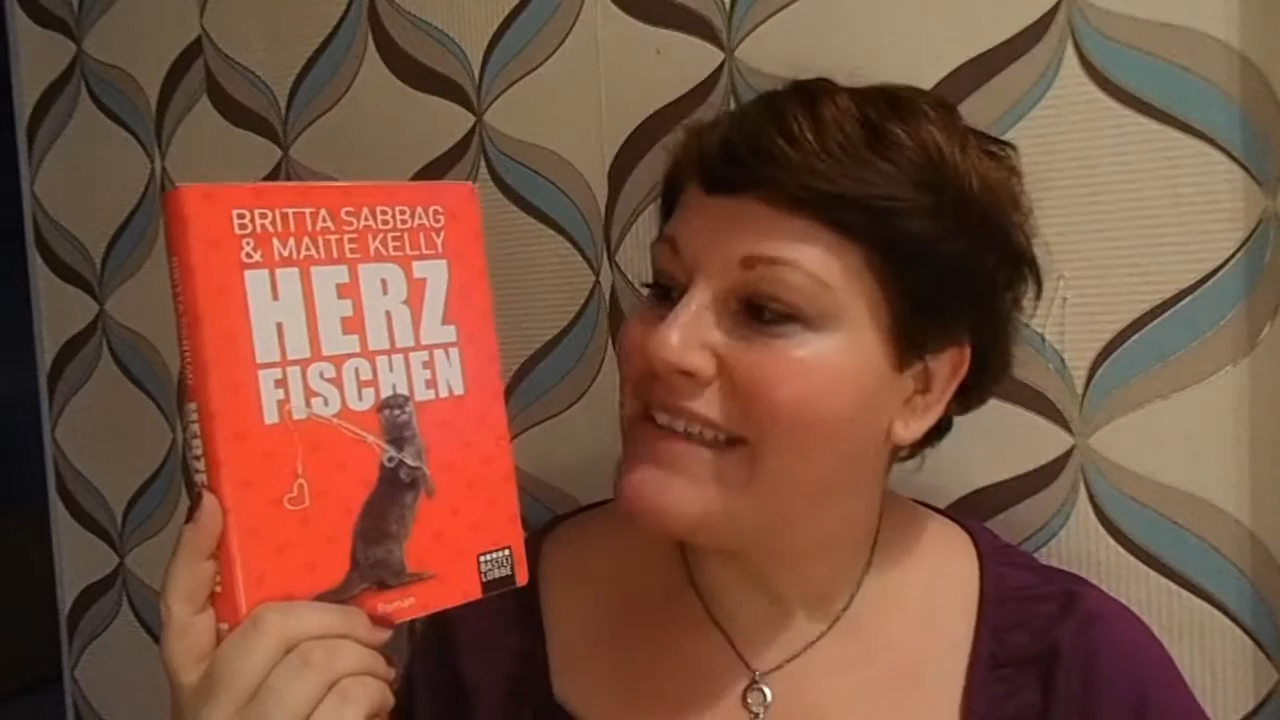 BRITTA SABBAG
& MAITE KELLY
HERZ
FISCHEN
BASTEI
LÜBBE
Roman